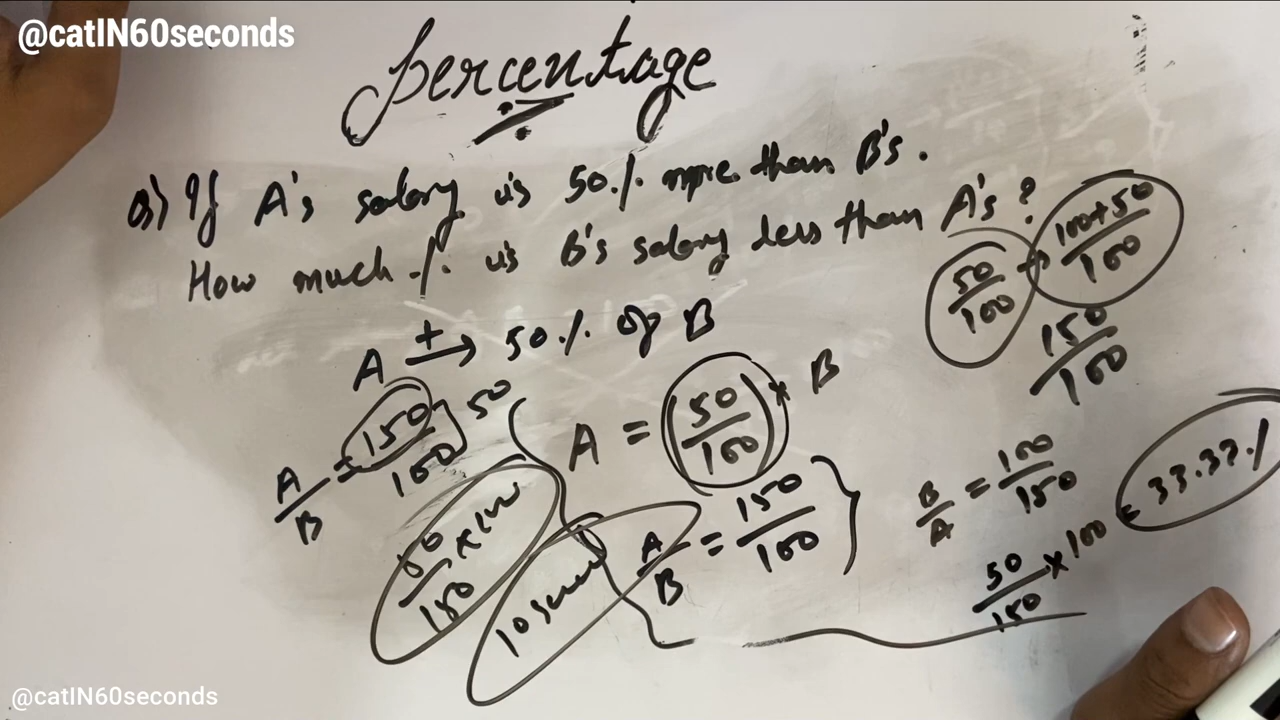 @catIN60seconds
Percentage
÷
Q) If A's salary is 50% more than B's.
How much % is B's salary less than A's?
50/100 → 100+50/100
150/100
A +→ 50% of B
A/B = 150/100 50
A = (50/100) * B
A/B = 150/100
50/150 x 100
10 seconds
B/A = 100/150
50/150 x 100 = 33.33%
@catIN60seconds